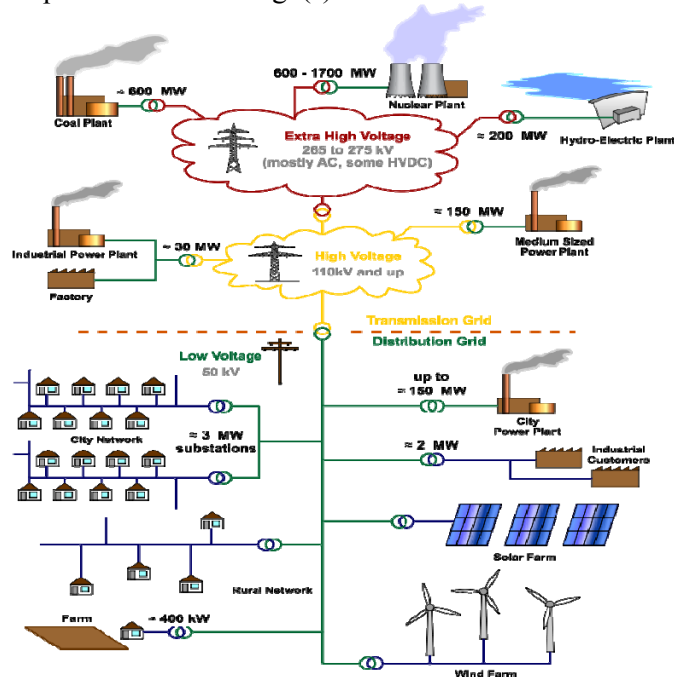 ≈ 600 MW
Coal Plant
600 - 1700 MW
Nuclear Plant
Extra High Voltage
265 to 275 kV
(mostly AC, some HVDC)
≈ 200 MW
Hydro-Electric Plant
Industrial Power Plant
≈ 30 MW
Factory
High Voltage
110kV and up
≈ 150 MW
Medium Sized
Power Plant
Transmission Grid
Distribution Grid
Low Voltage
50 kV
City Network
≈ 3 MW
substations
up to
≈ 150 MW
City
Power Plant
≈ 2 MW
Industrial
Customers
Solar Farm
Rural Network
Farm
≈ 400 kW
Wind Farm